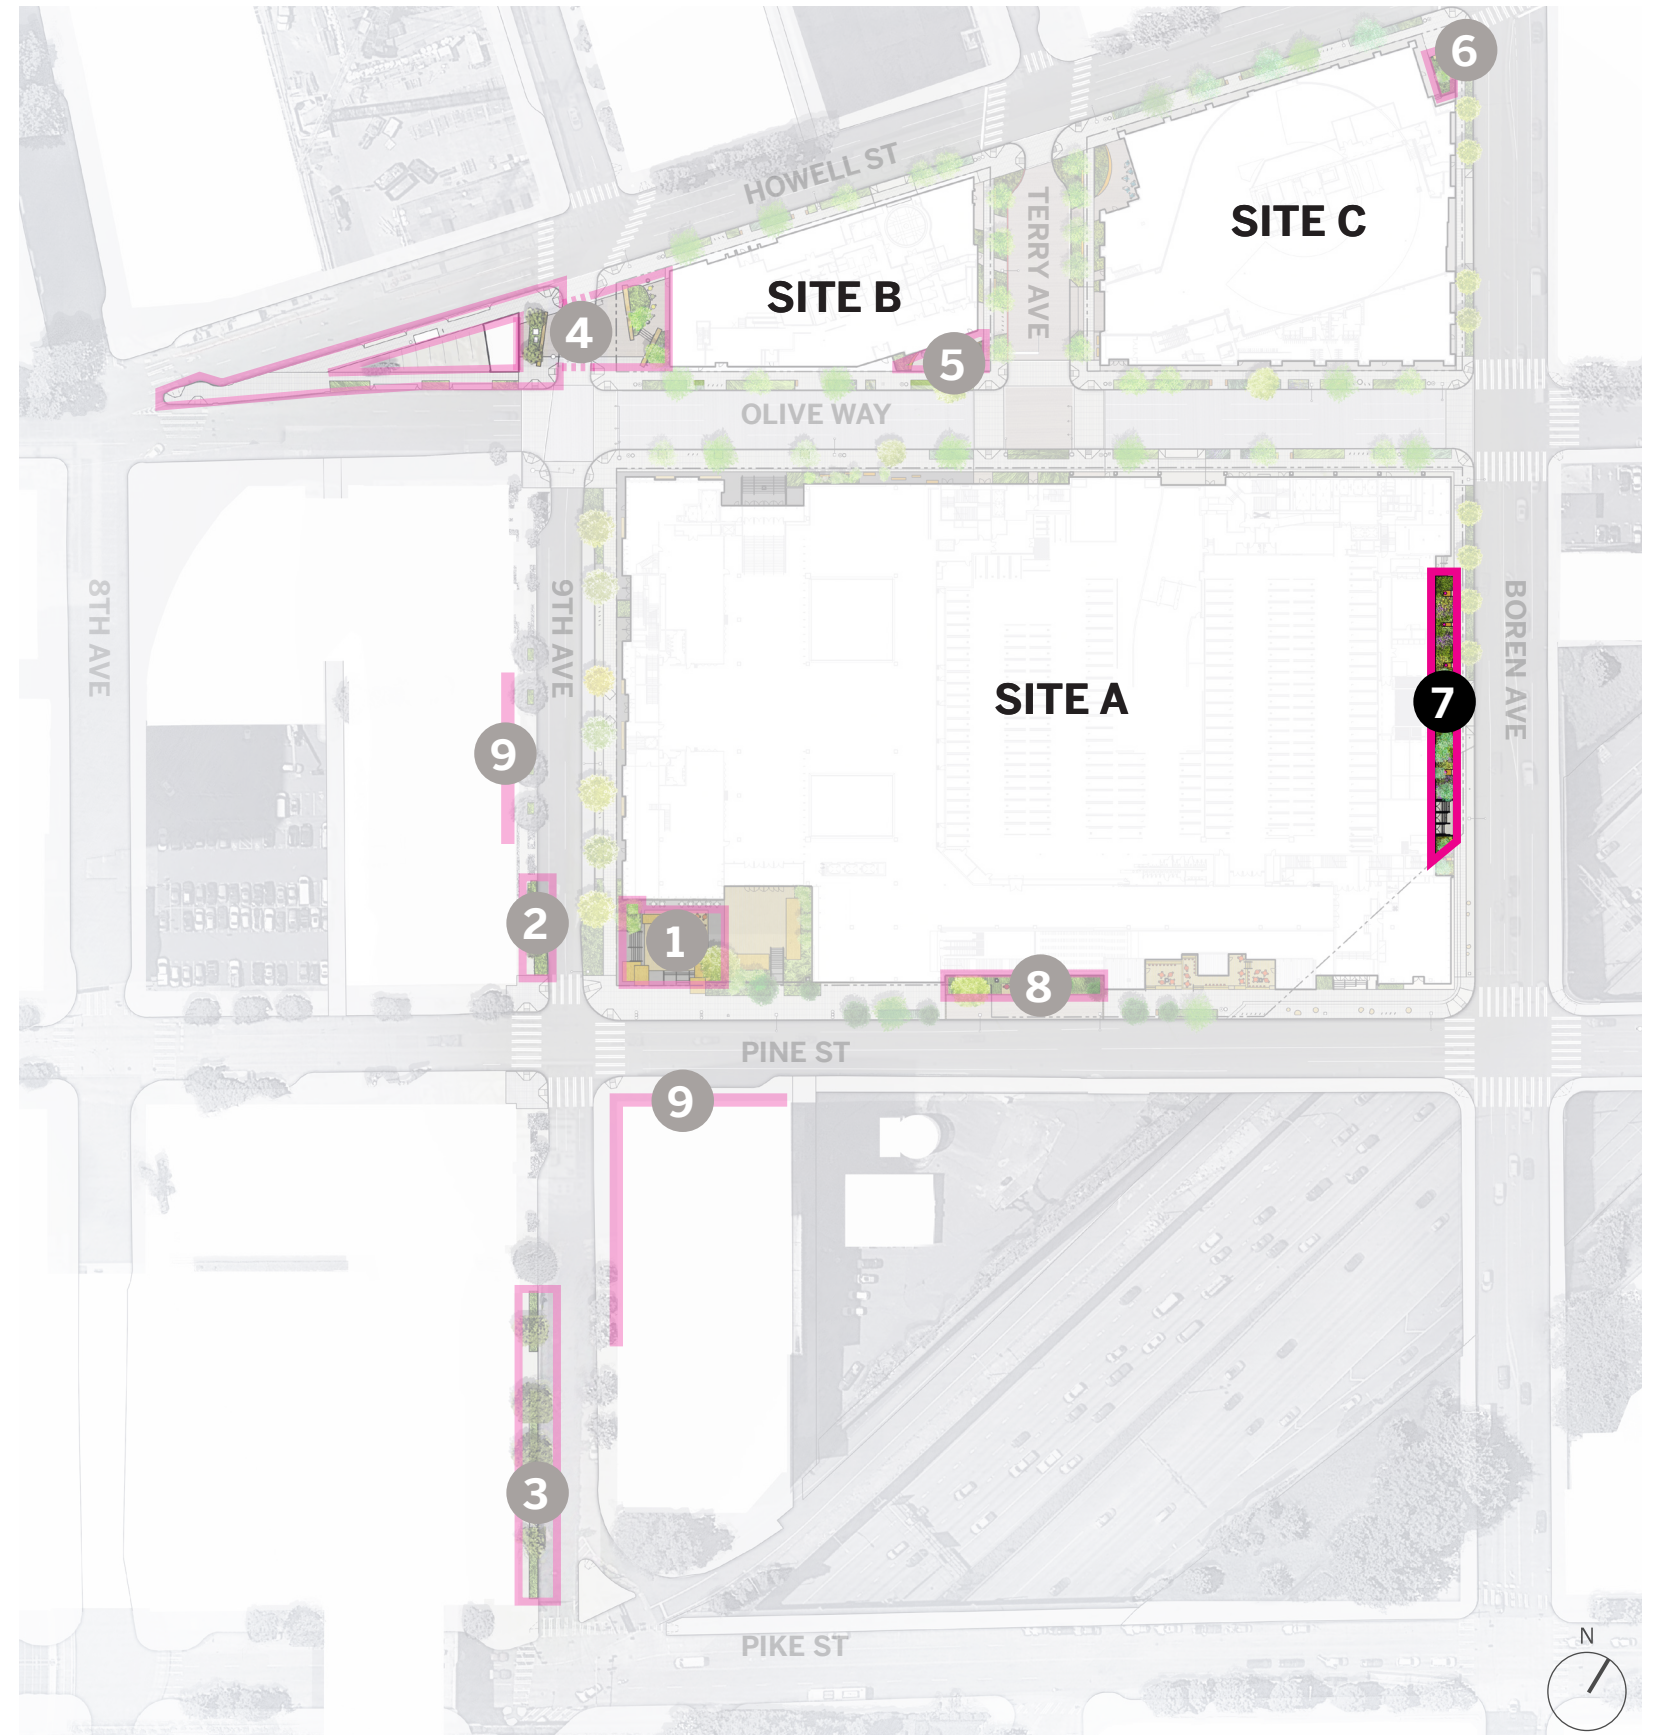 6
HOWELL ST
TERRY AVE
SITE C
SITE B
4
5
OLIVE WAY
8TH AVE
9TH AVE
BOREN AVE
SITE A
7
9
2
1
8
PINE ST
9
3
PIKE ST
N